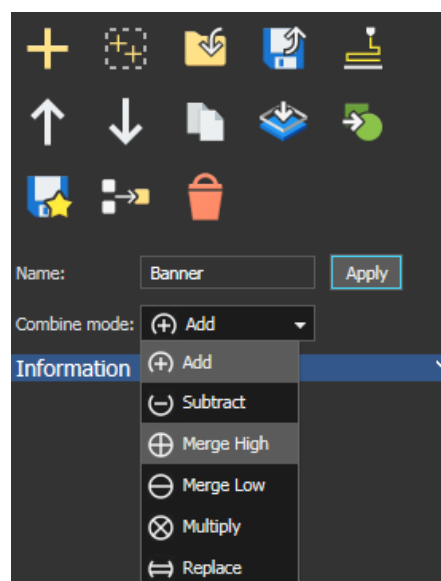 Name: Banner Apply
Combine mode: Add
Information
Add
Subtract
Merge High
Merge Low
Multiply
Replace